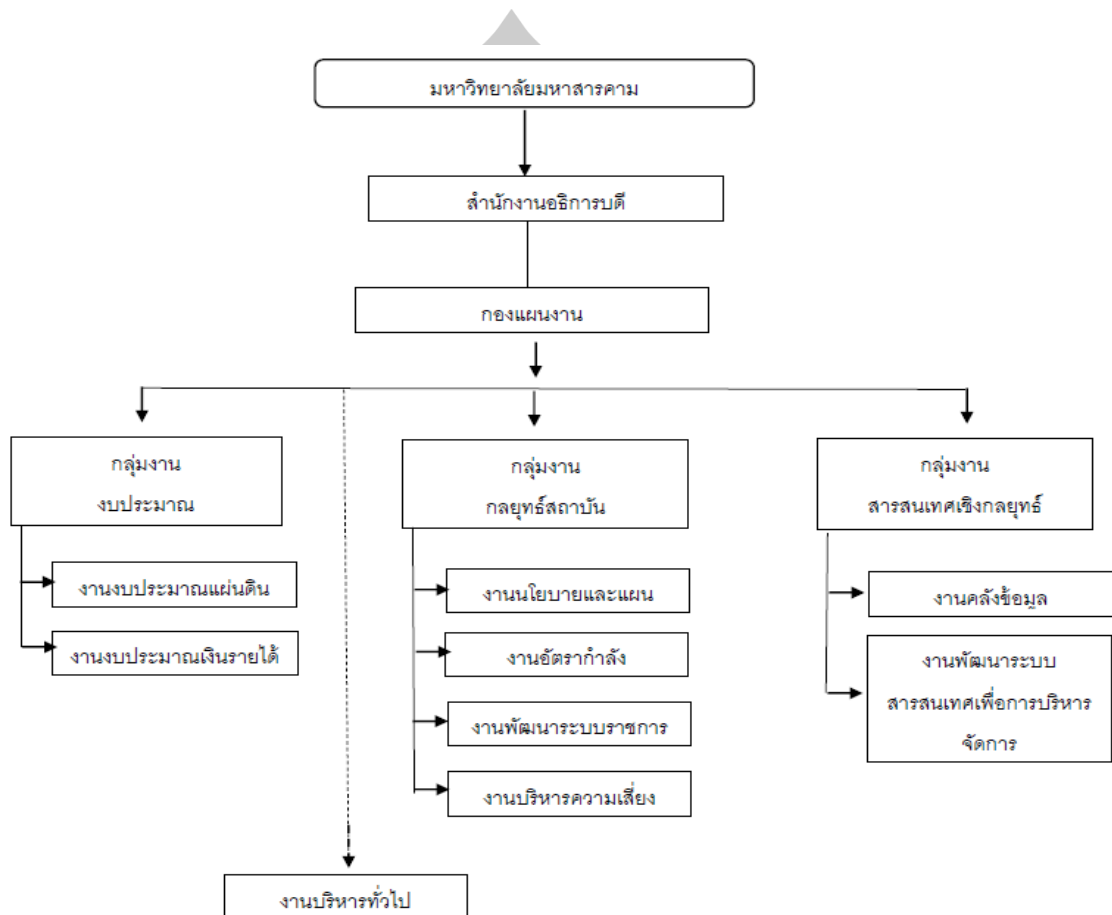 มหาวิทยาลัยมหาสารคาม
สำนักงานอธิการบดี
กองแผนงาน
กลุ่มงาน
งบประมาณ
งานงบประมาณแผ่นดิน
งานงบประมาณเงินรายได้
กลุ่มงาน
กลยุทธ์สถาบัน
งานนโยบายและแผน
งานอัตรากำลัง
งานพัฒนาระบบราชการ
งานบริหารความเสี่ยง
กลุ่มงาน
สารสนเทศเชิงกลยุทธ์
งานคลังข้อมูล
งานพัฒนาระบบ
สารสนเทศเพื่อการบริหาร
จัดการ
งานบริหารทั่วไป